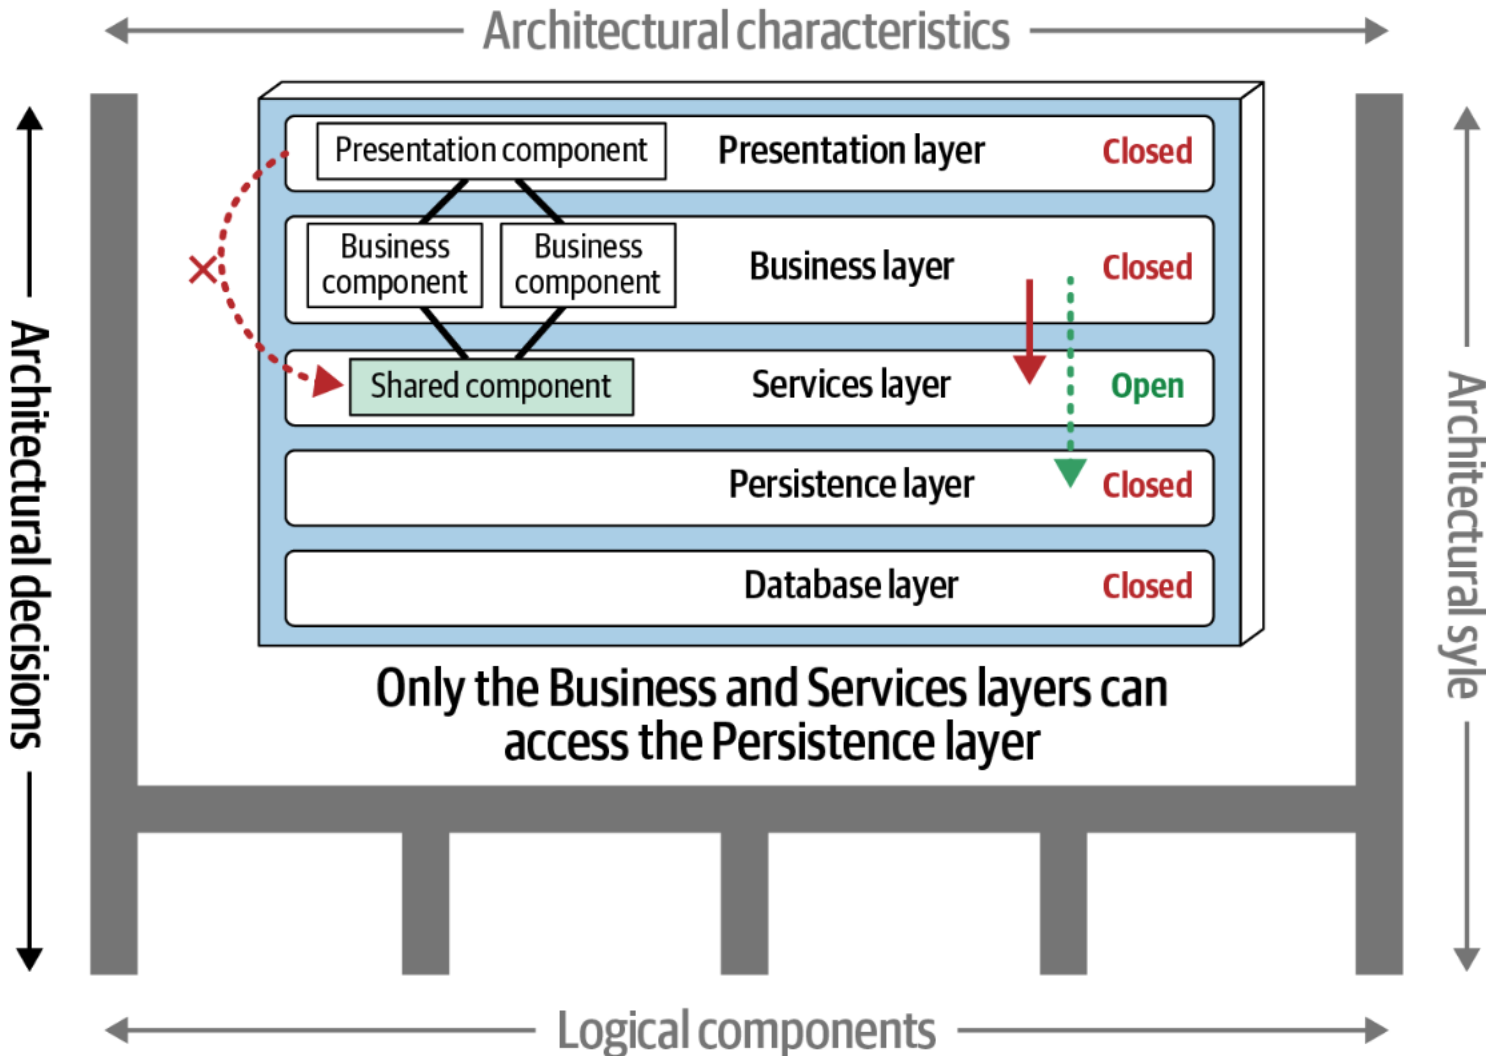 Architectural characteristics
Architectural decisions
Presentation component
Presentation layer
Closed
Business
component
Business
component
Business layer
Closed
Shared component
Services layer
Open
Persistence layer
Closed
Database layer
Closed
Only the Business and Services layers can
access the Persistence layer
Architectural syle
Logical components